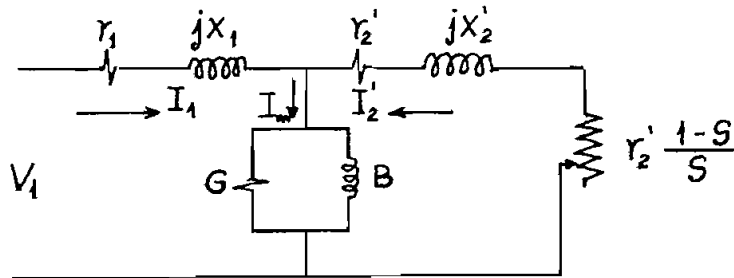 r₁
jX₁
r₂'
jX₂'
I₁
Iₘ
I₂'
V₁
G
B
r₂' (1-S)/S